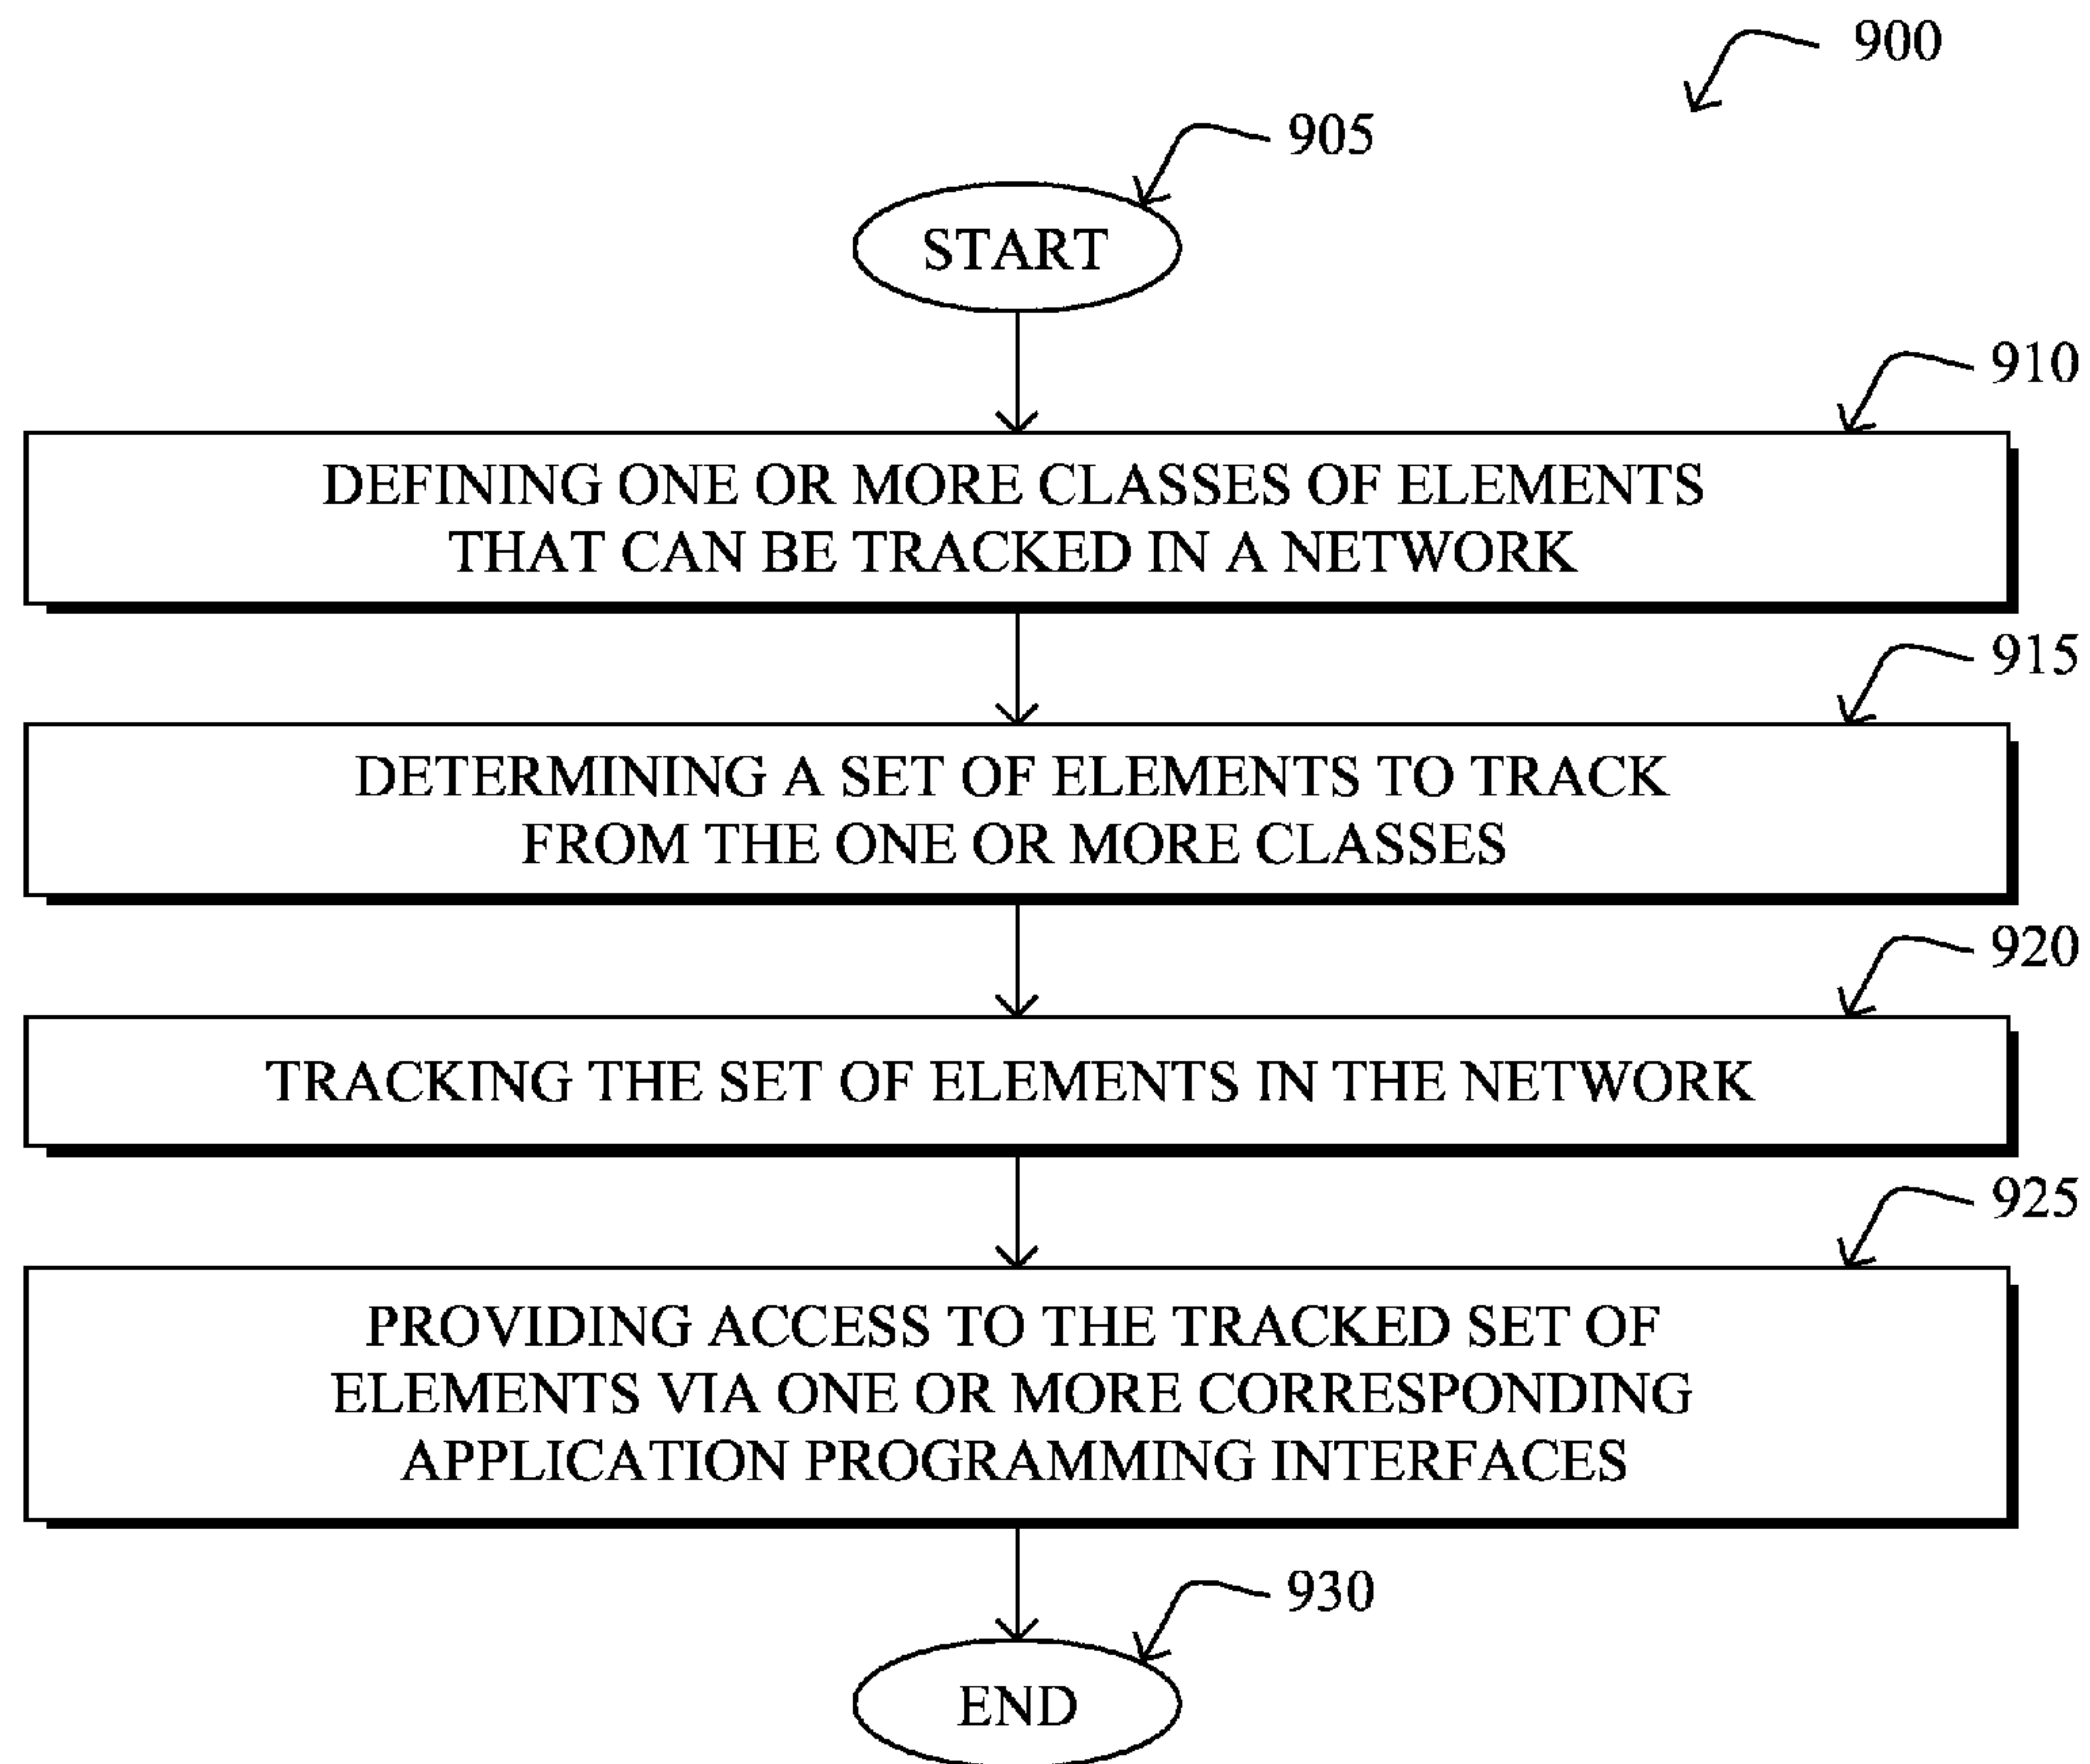 900
905
START
910
DEFINING ONE OR MORE CLASSES OF ELEMENTS
THAT CAN BE TRACKED IN A NETWORK
915
DETERMINING A SET OF ELEMENTS TO TRACK
FROM THE ONE OR MORE CLASSES
920
TRACKING THE SET OF ELEMENTS IN THE NETWORK
925
PROVIDING ACCESS TO THE TRACKED SET OF
ELEMENTS VIA ONE OR MORE CORRESPONDING
APPLICATION PROGRAMMING INTERFACES
930
END